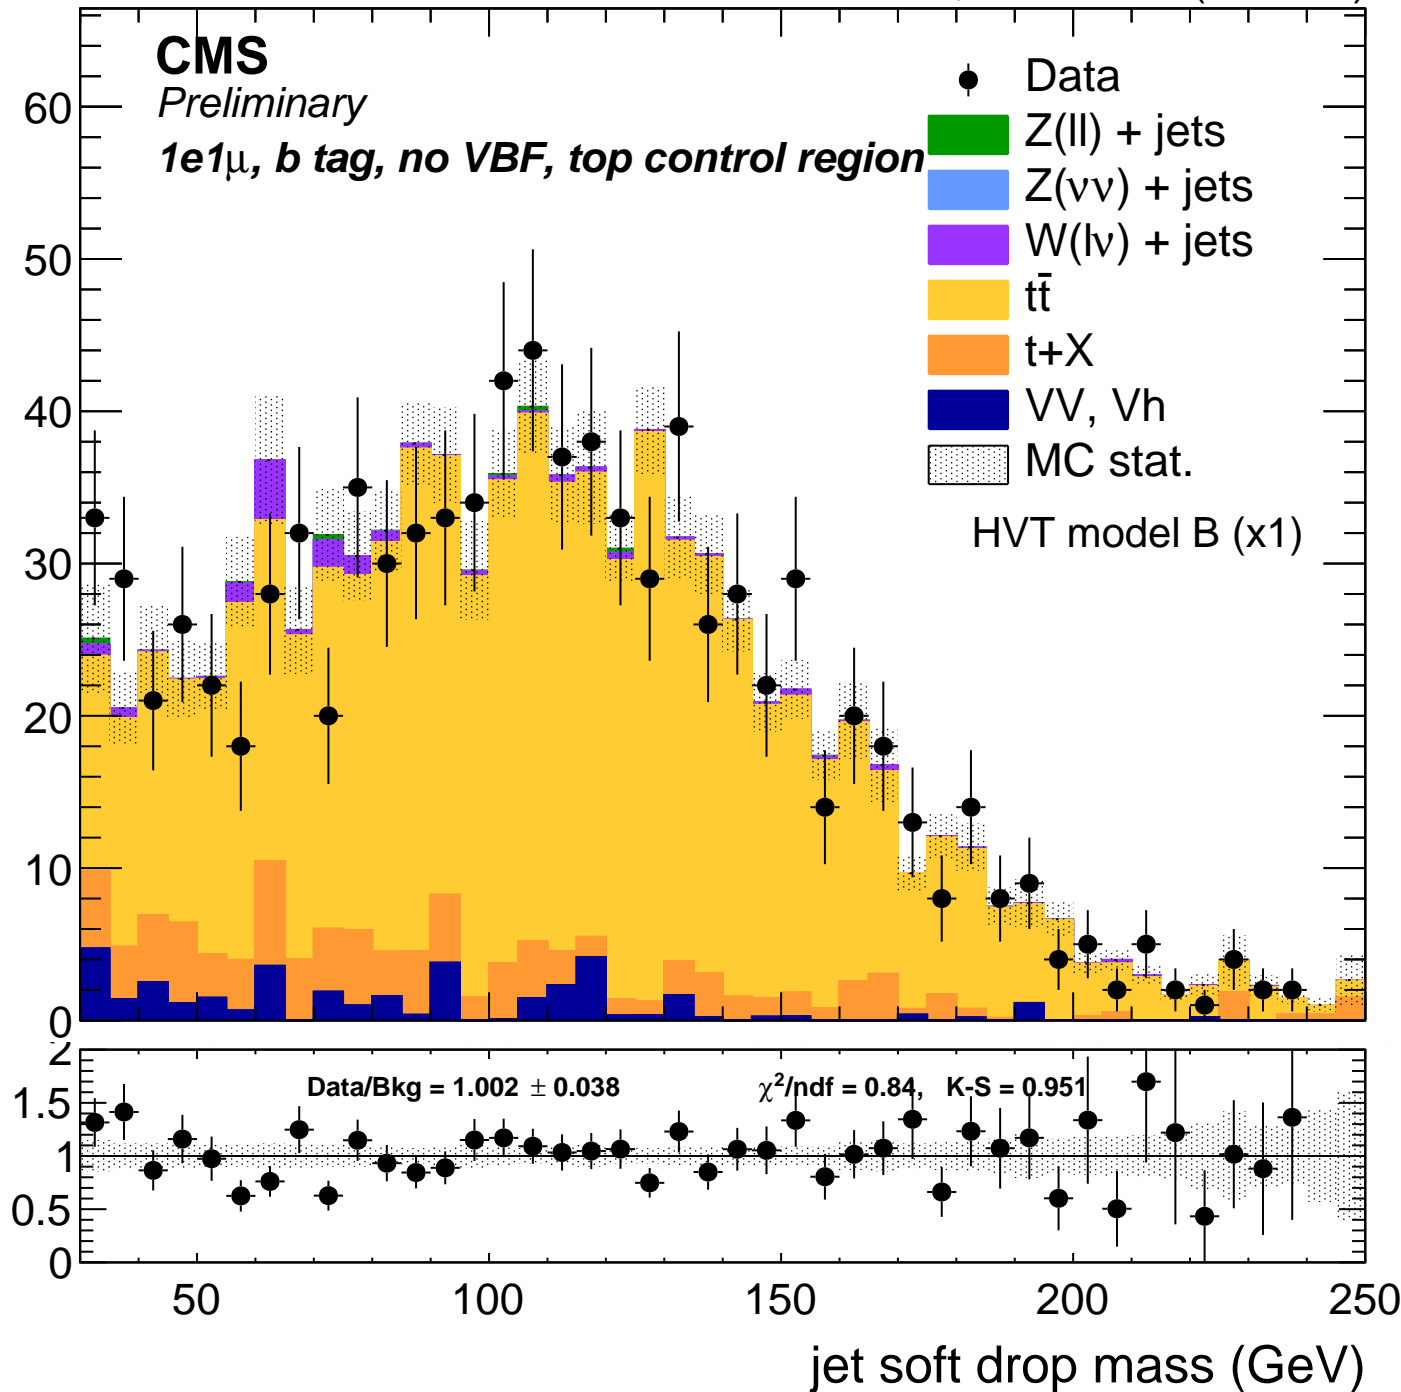 CMS
Preliminary
1e1μ, b tag, no VBF, top control region
Data
Z(ll) + jets
Z(νν) + jets
W(lν) + jets
tt̄
t+X
VV, Vh
MC stat.
HVT model B (x1)
60
50
40
30
20
10
0
Data/Bkg = 1.002 ± 0.038
χ²/ndf = 0.84, K-S = 0.951
2
1.5
1
0.5
0
50 100 150 200 250
jet soft drop mass (GeV)